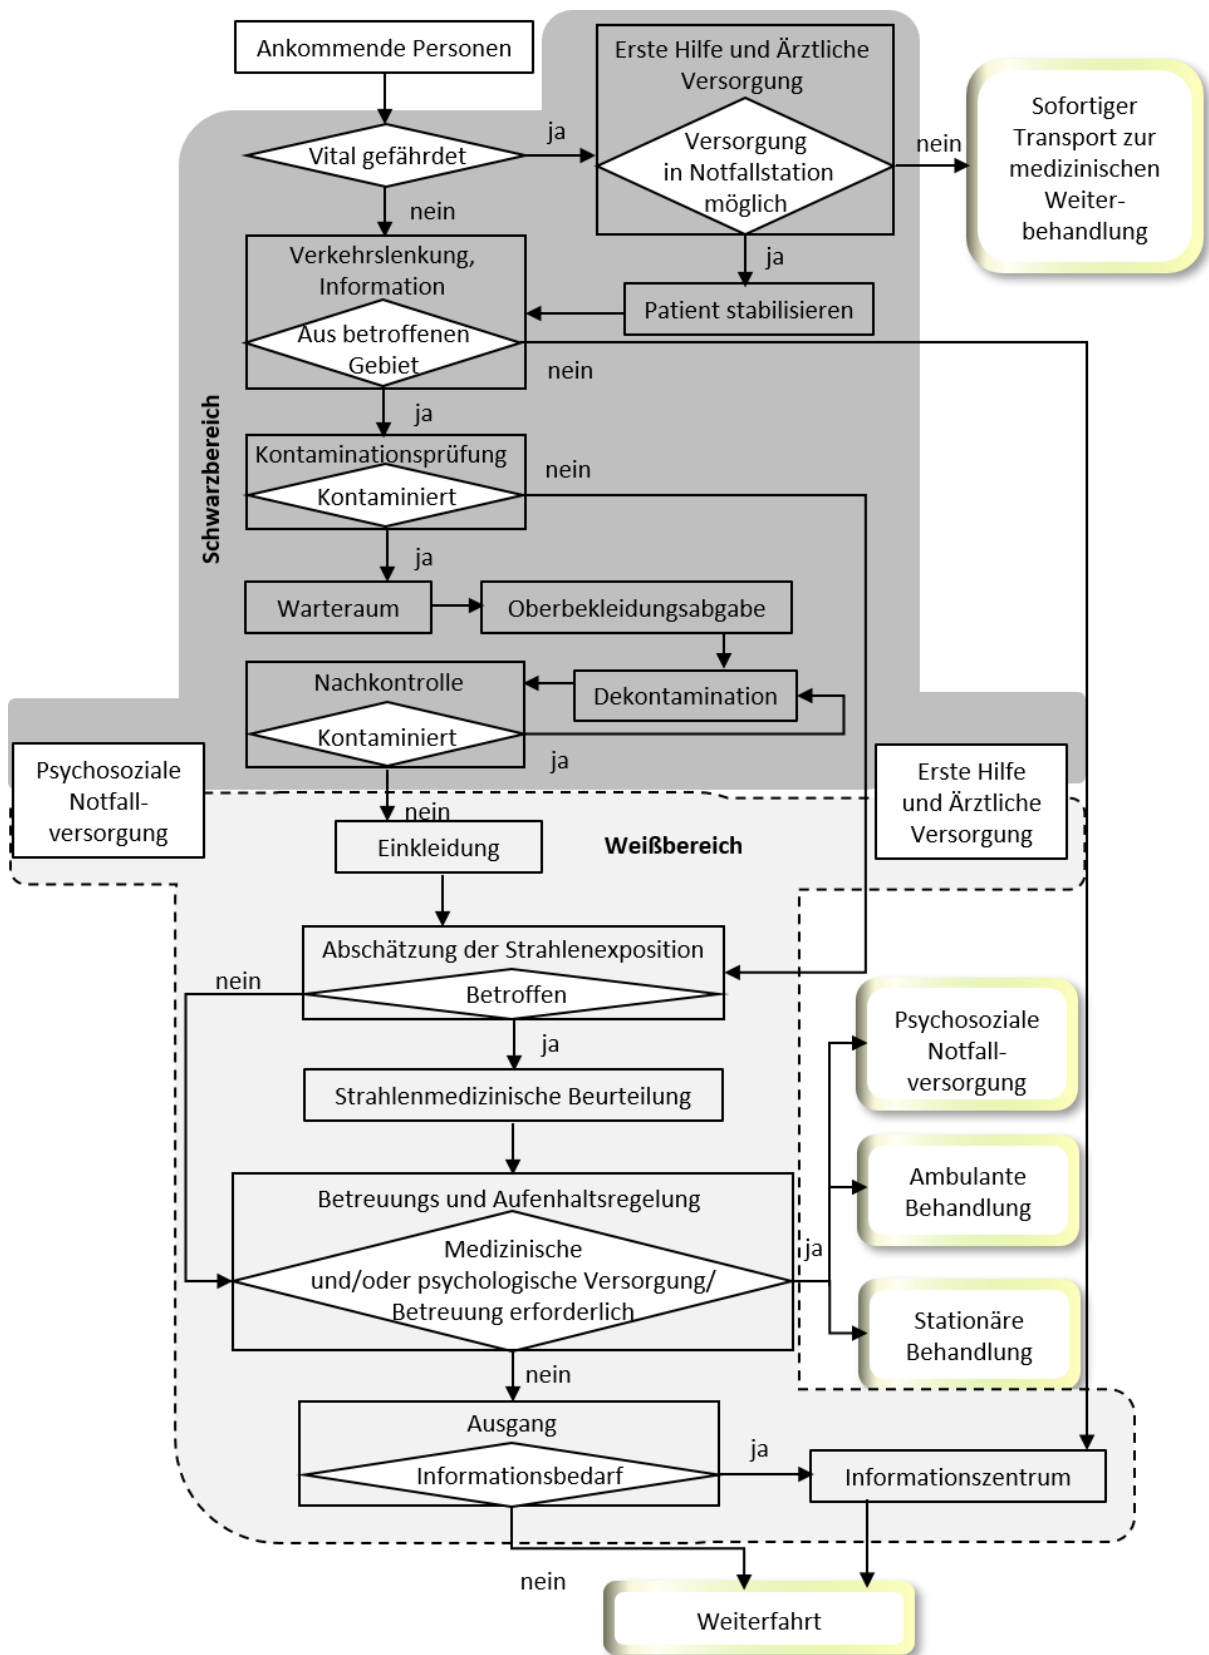 Ankommende Personen
Erste Hilfe und Ärztliche
Versorgung
Sofortiger
Transport zur
medizinischen
Weiter-
behandlung
ja
Vital gefährdet
Versorgung
in Notfallstation
möglich
nein
nein
ja
Verkehrslenkung,
Information
Patient stabilisieren
Aus betroffenen
Gebiet
nein
ja
Schwarzbereich
Kontaminationsprüfung
nein
Kontaminiert
ja
Warteraum
Oberbekleidungsabgabe
Nachkontrolle
Dekontamination
Kontaminiert
ja
Psychosoziale
Notfall-
versorgung
Erste Hilfe
und Ärztliche
Versorgung
nein
Einkleidung
Weißbereich
Abschätzung der Strahlenexposition
nein
Betroffen
ja
Psychosoziale
Notfall-
versorgung
Strahlenmedizinische Beurteilung
Ambulante
Behandlung
Betreuungs und Aufenthaltsregelung
Medizinische
und/oder psychologische Versorgung/
Betreuung erforderlich
ja
Stationäre
Behandlung
nein
Ausgang
ja
Informationsbedarf
Informationszentrum
nein
Weiterfahrt